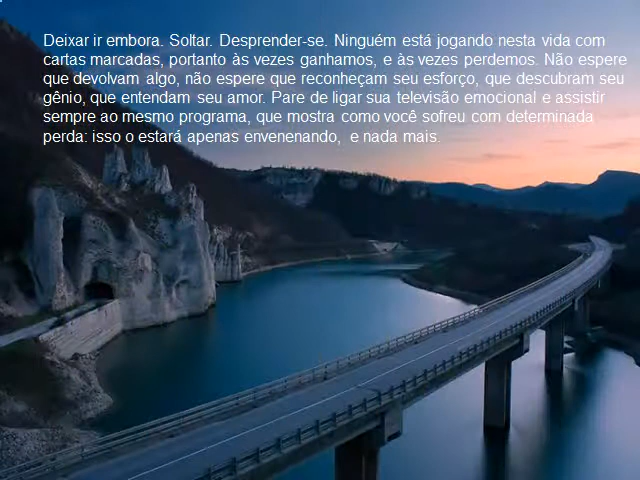 Deixar ir embora. Soltar. Desprender-se. Ninguém está jogando nesta vida com
cartas marcadas, portanto às vezes ganhamos, e às vezes perdemos. Não espere
que devolvam algo, não espere que reconheçam seu esforço, que descubram seu
gênio, que entendam seu amor. Pare de ligar sua televisão emocional e assistir
sempre ao mesmo programa, que mostra como você sofreu com determinada
perda: isso o estará apenas envenenando,  e nada mais.